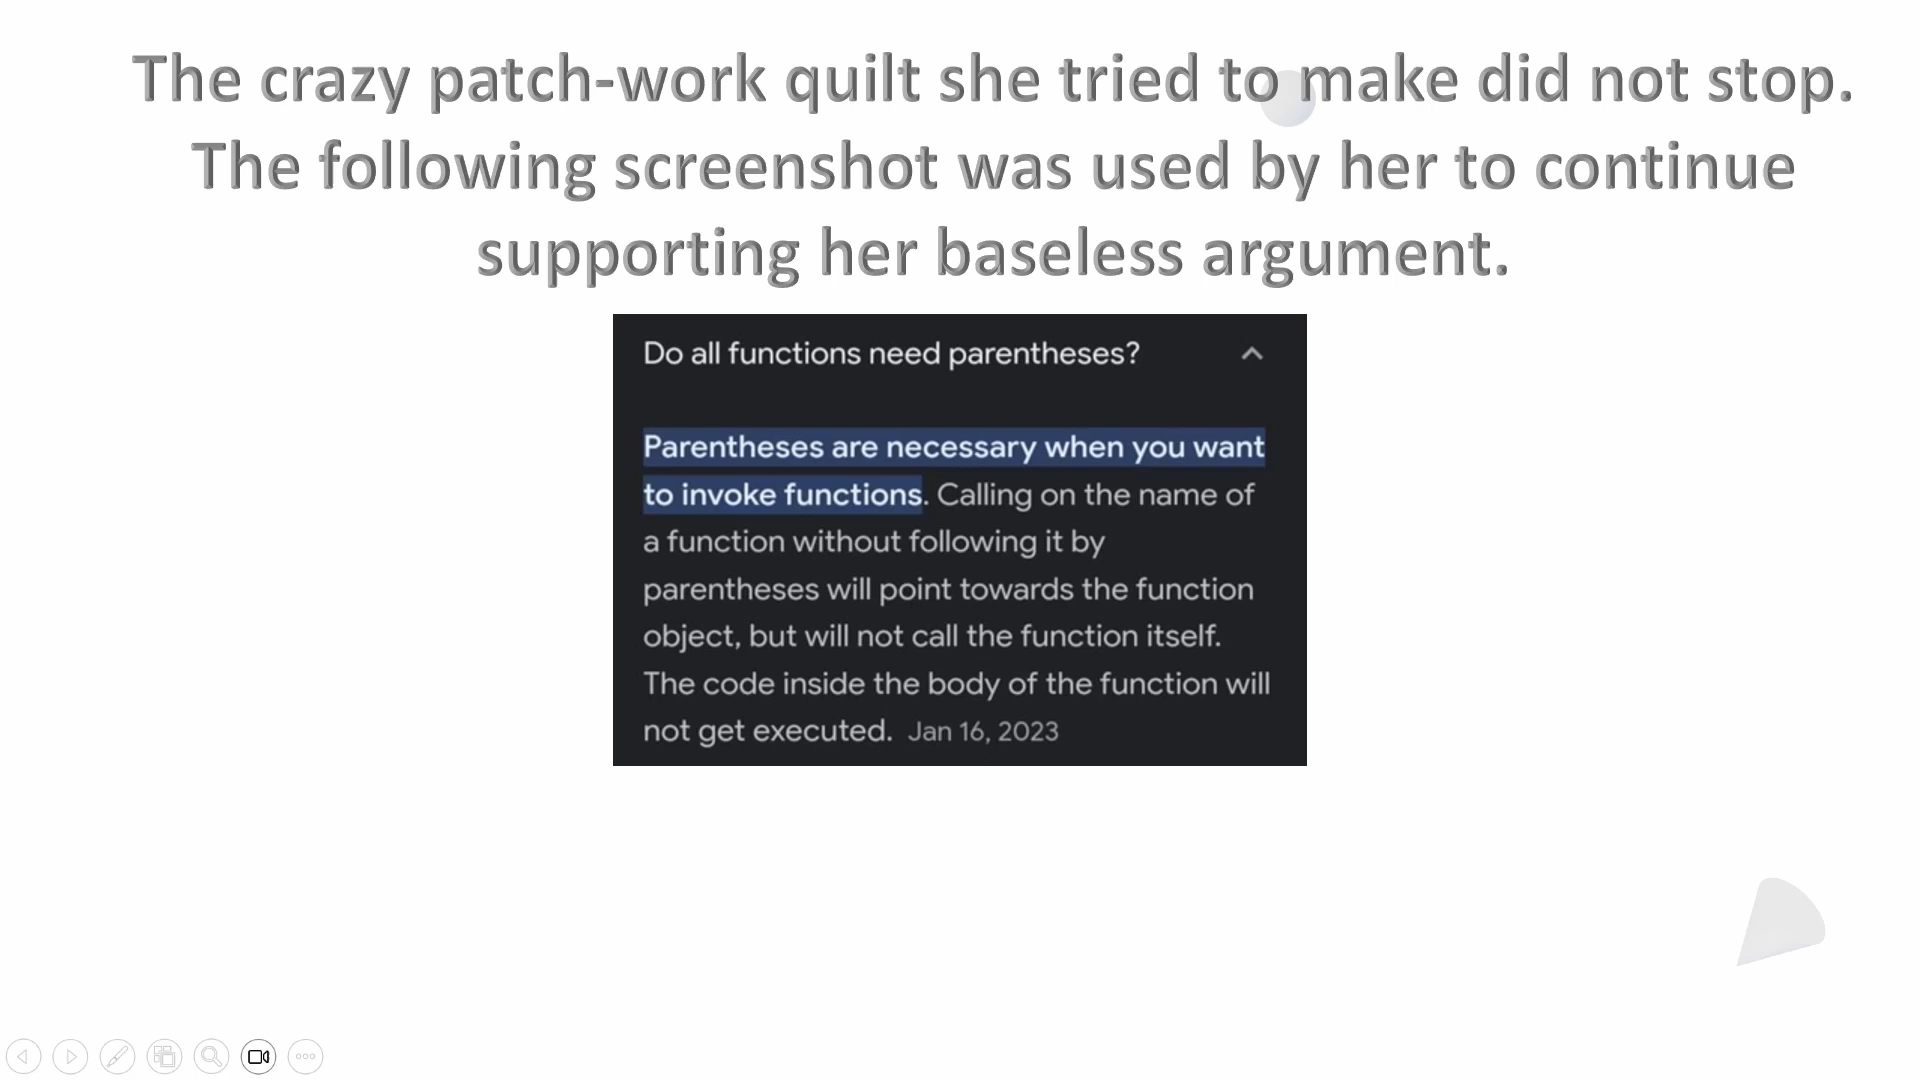 The crazy patch-work quilt she tried to make did not stop.
The following screenshot was used by her to continue
supporting her baseless argument.
Do all functions need parentheses?
Parentheses are necessary when you want
to invoke functions. Calling on the name of
a function without following it by
parentheses will point towards the function
object, but will not call the function itself.
The code inside the body of the function will
not get executed. Jan 16, 2023